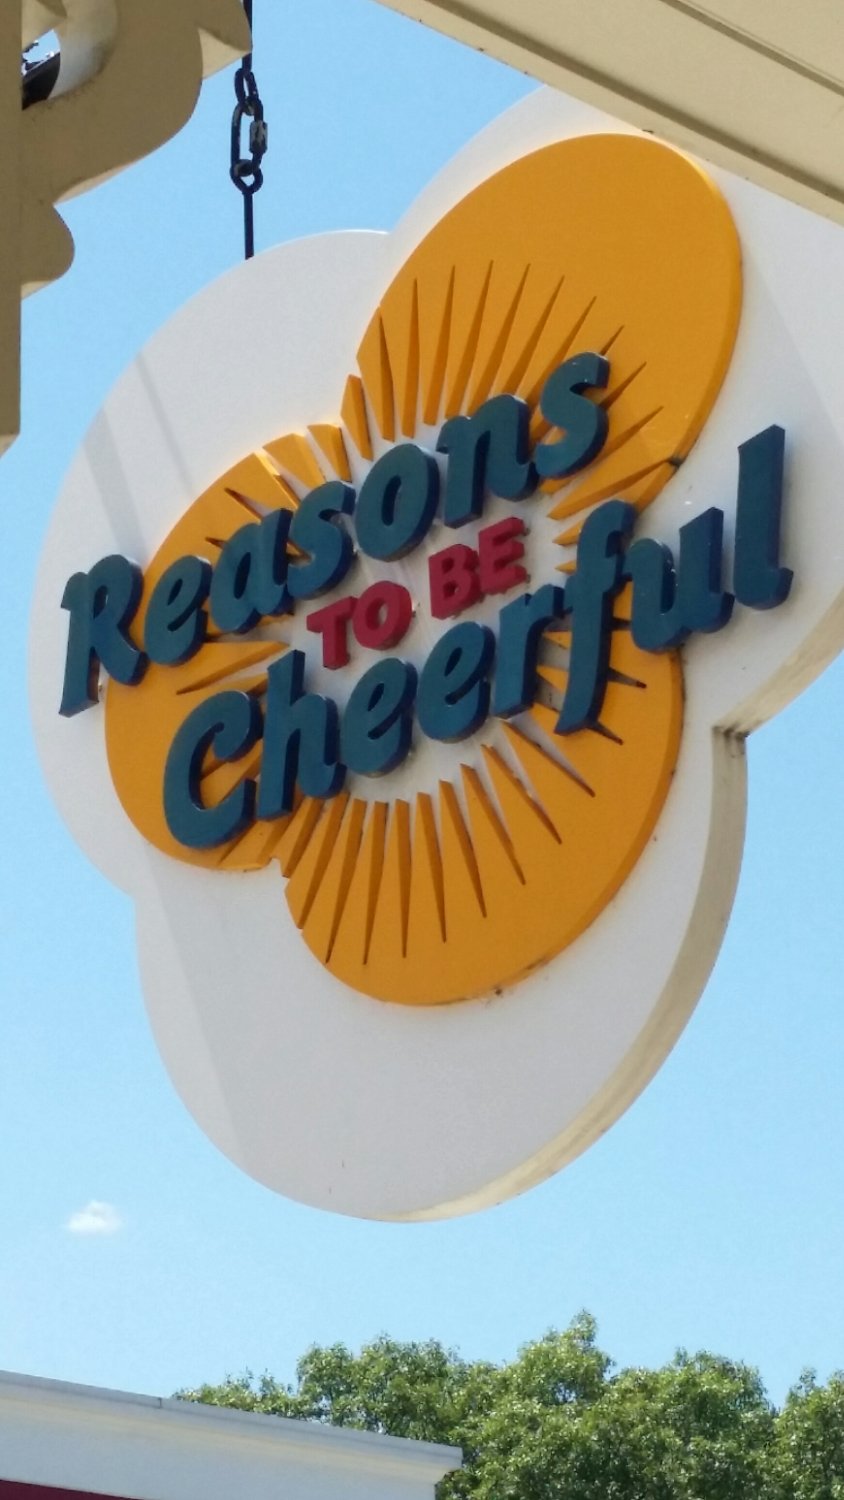 Reasons
TO BE
Cheerful